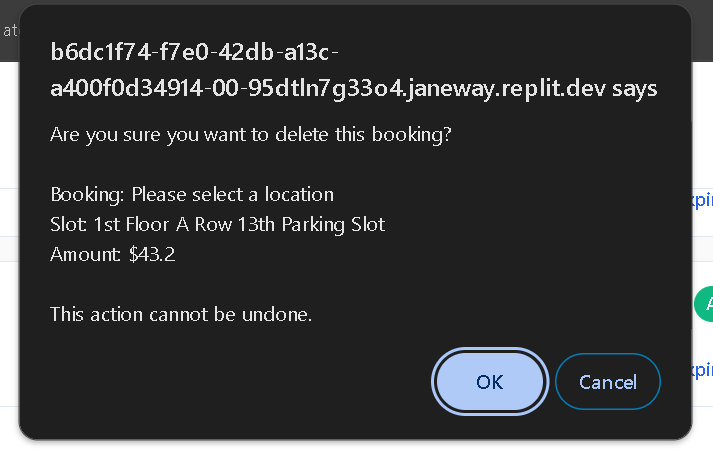 at
b6dc1f74-f7e0-42db-a13c-
a400f0d34914-00-95dtln7g33o4.janeway.replit.dev says
Are you sure you want to delete this booking?
Booking: Please select a location
Slot: 1st Floor A Row 13th Parking Slot
Amount: $43.2
This action cannot be undone.
OK
Cancel